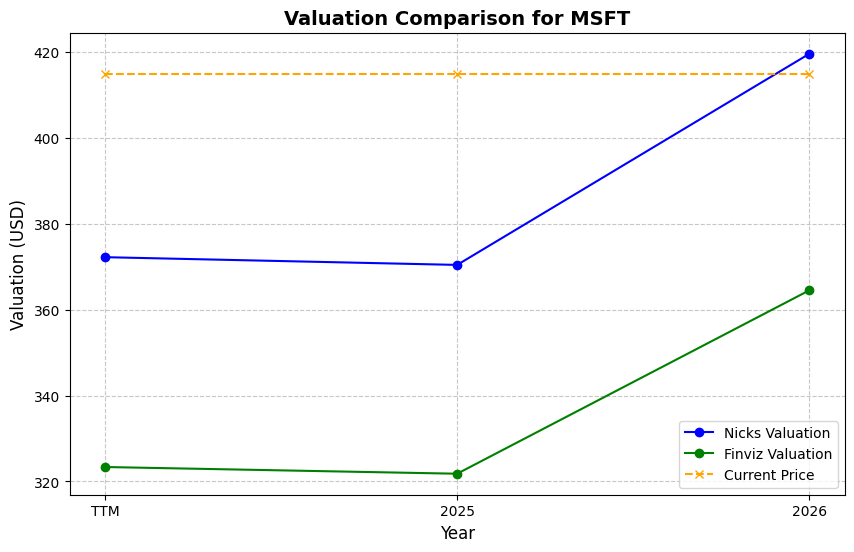 Valuation Comparison for MSFT
Valuation (USD)
420
400
380
360
340
320
TTM
2025
2026
Year
Nicks Valuation
Finviz Valuation
Current Price